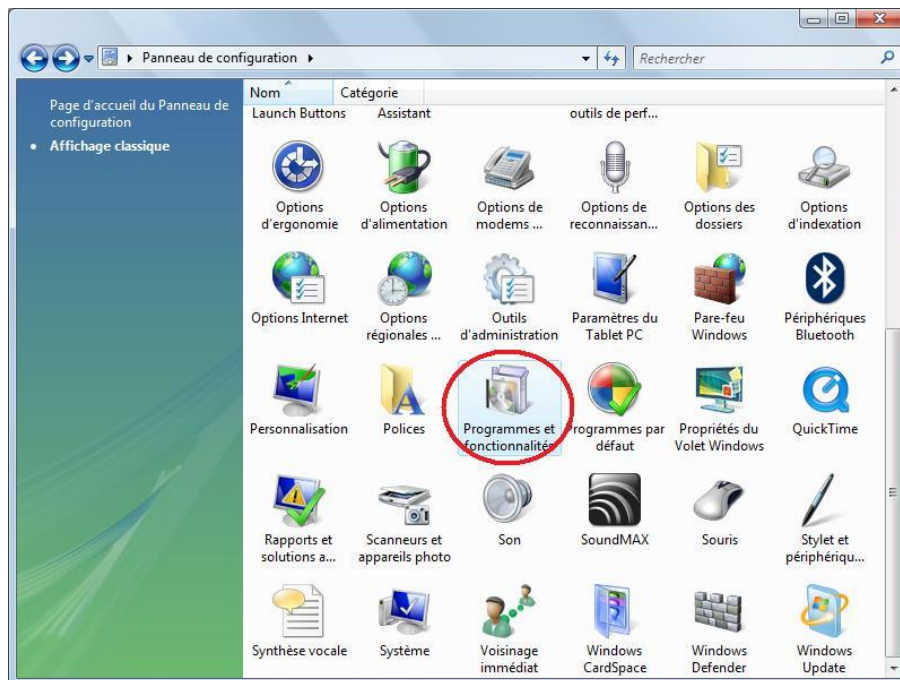 Panneau de configuration
Rechercher
Page d'accueil du Panneau de
configuration
Affichage classique
Nom Catégorie
Launch Buttons Assistant outils de perf...
Options
d'ergonomie
Options
d'alimentation
Options de
modems ...
Options de
reconnaissan...
Options des
dossiers
Options
d'indexation
Options Internet
Options
régionales ...
Outils
d'administration
Paramètres du
Tablet PC
Pare-feu
Windows
Périphériques
Bluetooth
Personnalisation
Polices
Programmes et
fonctionnalités
Programmes par
défaut
Propriétés du
Volet Windows
QuickTime
Rapports et
solutions a...
Scanneurs et
appareils photo
Son
SoundMAX
Souris
Stylet et
périphériqu...
Synthèse vocale
Système
Voisinage
immédiat
Windows
CardSpace
Windows
Defender
Windows
Update